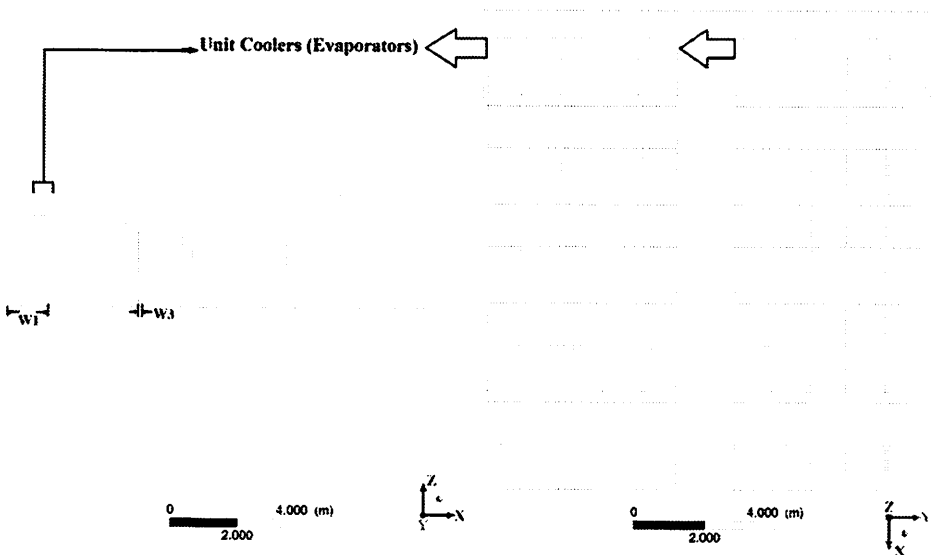 Unit Coolers (Evaporators)
W1
W3
Z
Y X
0 4.000 (m)
2.000
0 4.000 (m)
2.000
Z Y
X